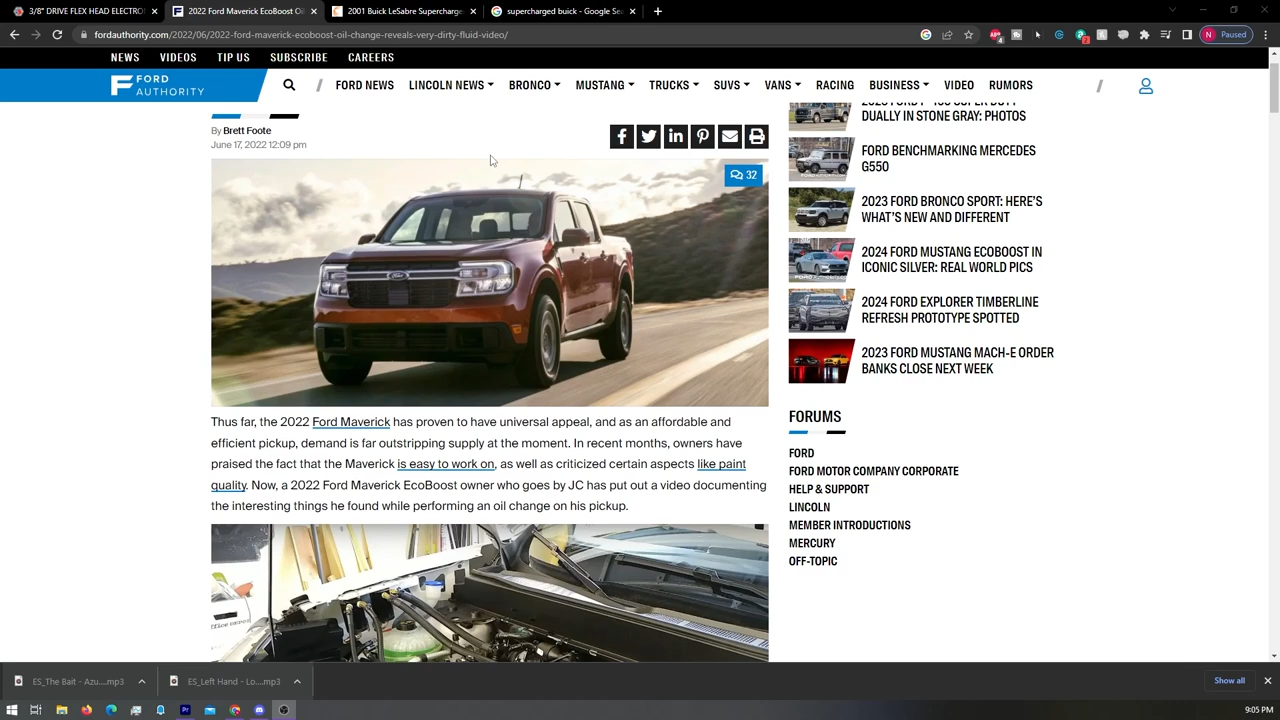 3/8" DRIVE FLEX HEAD ELECTRO
2022 Ford Maverick EcoBoost Oil
2001 Buick LeSabre Supercharge
supercharged buick - Google Se
fordauthority.com/2022/06/2022-ford-maverick-ecoboost-oil-change-reveals-very-dirty-fluid-video/
N Paused
NEWS VIDEOS TIP US SUBSCRIBE CAREERS
FORD AUTHORITY
FORD NEWS LINCOLN NEWS BRONCO MUSTANG TRUCKS SUVS VANS RACING BUSINESS VIDEO RUMORS
By Brett Foote
June 17, 2022 12:09 pm
32
Thus far, the 2022 Ford Maverick has proven to have universal appeal, and as an affordable and
efficient pickup, demand is far outstripping supply at the moment. In recent months, owners have
praised the fact that the Maverick is easy to work on, as well as criticized certain aspects like paint
quality. Now, a 2022 Ford Maverick EcoBoost owner who goes by JC has put out a video documenting
the interesting things he found while performing an oil change on his pickup.
DUALLY IN STONE GRAY: PHOTOS
FORD BENCHMARKING MERCEDES
G550
2023 FORD BRONCO SPORT: HERE'S
WHAT'S NEW AND DIFFERENT
2024 FORD MUSTANG ECOBOOST IN
ICONIC SILVER: REAL WORLD PICS
2024 FORD EXPLORER TIMBERLINE
REFRESH PROTOTYPE SPOTTED
2023 FORD MUSTANG MACH-E ORDER
BANKS CLOSE NEXT WEEK
FORUMS
FORD
FORD MOTOR COMPANY CORPORATE
HELP & SUPPORT
LINCOLN
MEMBER INTRODUCTIONS
MERCURY
OFF-TOPIC
ES_The Bait - Azu....mp3
ES_Left Hand - Lo....mp3
Show all
9:05 PM